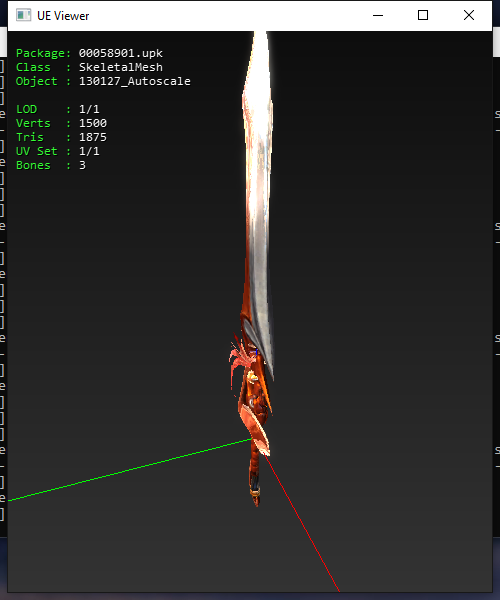 UE Viewer
Package: 00058901.upk
Class  : SkeletalMesh
Object : 130127_Autoscale
LOD    : 1/1
Verts  : 1500
Tris   : 1875
UV Set : 1/1
Bones  : 3